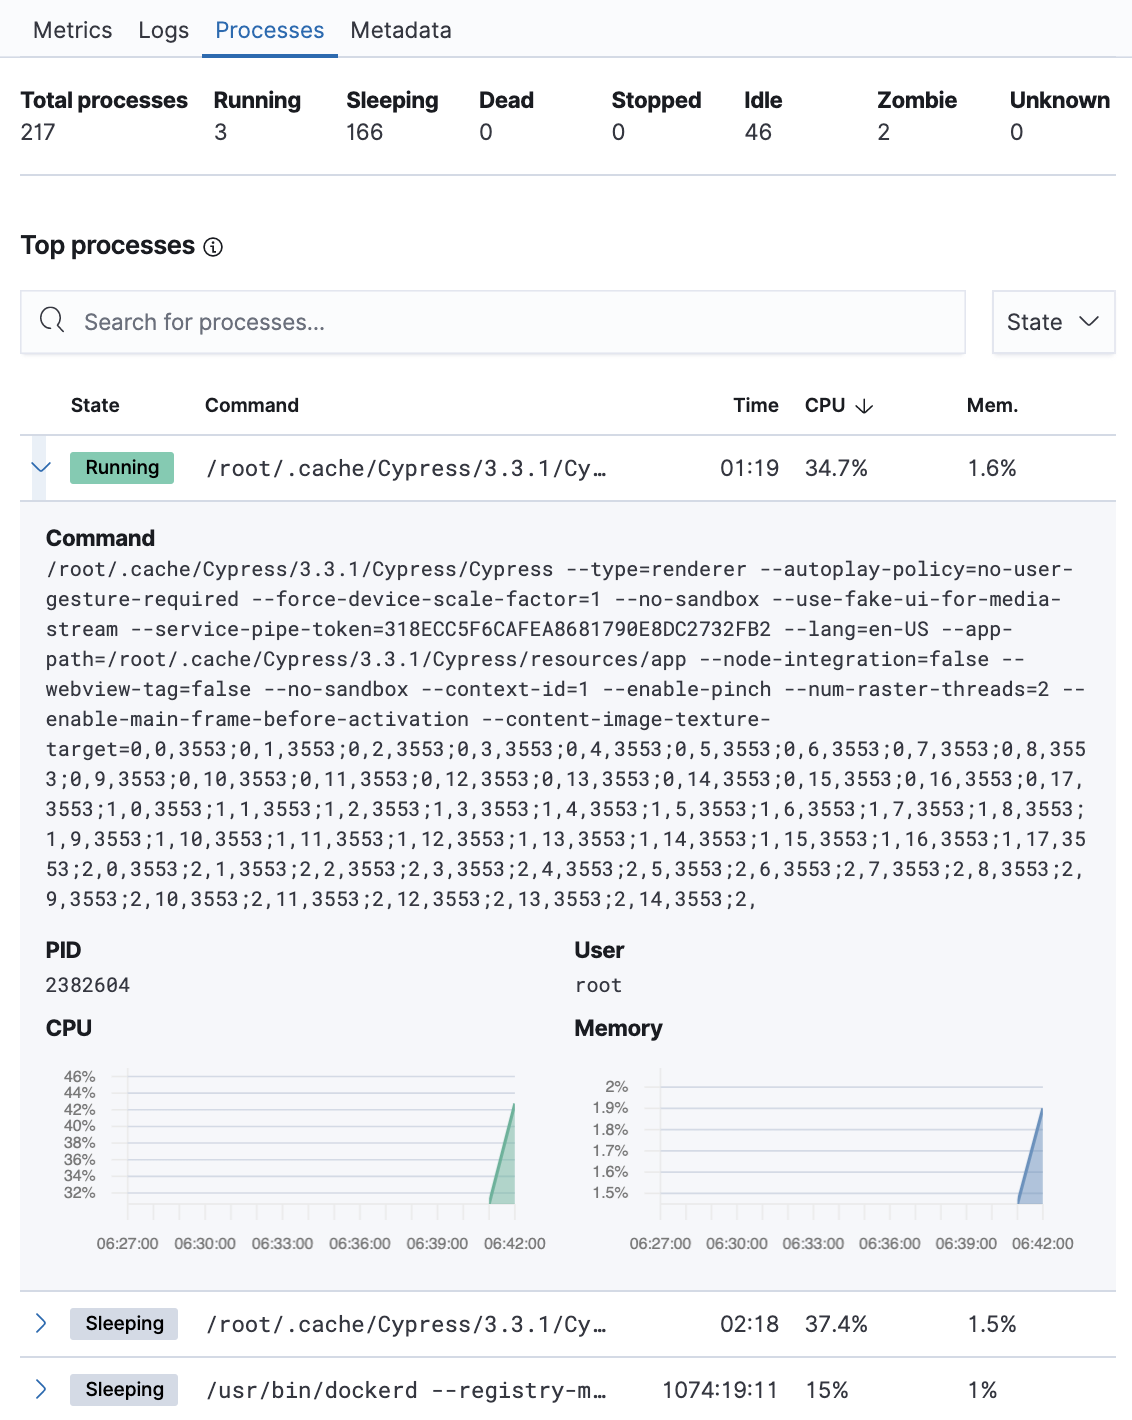 Metrics Logs Processes Metadata
Total processes Running Sleeping Dead Stopped Idle Zombie Unknown
217 3 166 0 0 46 2 0
Top processes
Search for processes... State
State Command Time CPU Mem.
Running /root/.cache/Cypress/3.3.1/Cy… 01:19 34.7% 1.6%
Command
/root/.cache/Cypress/3.3.1/Cypress/Cypress --type=renderer --autoplay-policy=no-user-
gesture-required --force-device-scale-factor=1 --no-sandbox --use-fake-ui-for-media-
stream --service-pipe-token=318ECC5F6CAFEA8681790E8DC2732FB2 --lang=en-US --app-
path=/root/.cache/Cypress/3.3.1/Cypress/resources/app --node-integration=false --
webview-tag=false --no-sandbox --context-id=1 --enable-pinch --num-raster-threads=2 --
enable-main-frame-before-activation --content-image-texture-
target=0,0,3553;0,1,3553;0,2,3553;0,3,3553;0,4,3553;0,5,3553;0,6,3553;0,7,3553;0,8,355
3;0,9,3553;0,10,3553;0,11,3553;0,12,3553;0,13,3553;0,14,3553;0,15,3553;0,16,3553;0,17,
3553;1,0,3553;1,1,3553;1,2,3553;1,3,3553;1,4,3553;1,5,3553;1,6,3553;1,7,3553;1,8,3553;
1,9,3553;1,10,3553;1,11,3553;1,12,3553;1,13,3553;1,14,3553;1,15,3553;1,16,3553;1,17,35
53;2,0,3553;2,1,3553;2,2,3553;2,3,3553;2,4,3553;2,5,3553;2,6,3553;2,7,3553;2,8,3553;2,
9,3553;2,10,3553;2,11,3553;2,12,3553;2,13,3553;2,14,3553;2,
PID User
2382604 root
CPU Memory
46%
44%
42%
40%
38%
36%
34%
32%
06:27:00 06:30:00 06:33:00 06:36:00 06:39:00 06:42:00
2%
1.9%
1.8%
1.7%
1.6%
1.5%
06:27:00 06:30:00 06:33:00 06:36:00 06:39:00 06:42:00
Sleeping /root/.cache/Cypress/3.3.1/Cy… 02:18 37.4% 1.5%
Sleeping /usr/bin/dockerd --registry-m… 1074:19:11 15% 1%